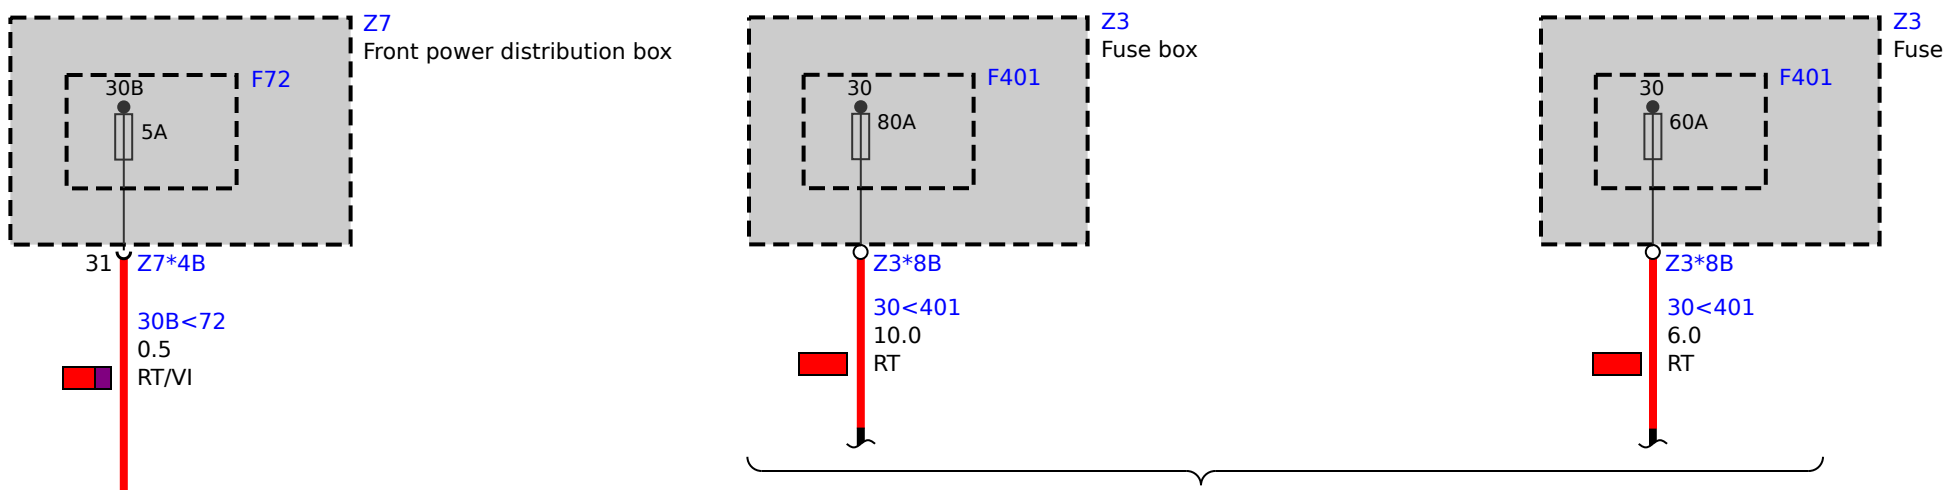 Z7
Front power distribution box
F72
30B
5A
31
Z7*4B
30B<72
0.5
RT/VI
Z3
Fuse box
F401
30
80A
Z3*8B
30<401
10.0
RT
Z3
Fuse
F401
30
60A
Z3*8B
30<401
6.0
RT